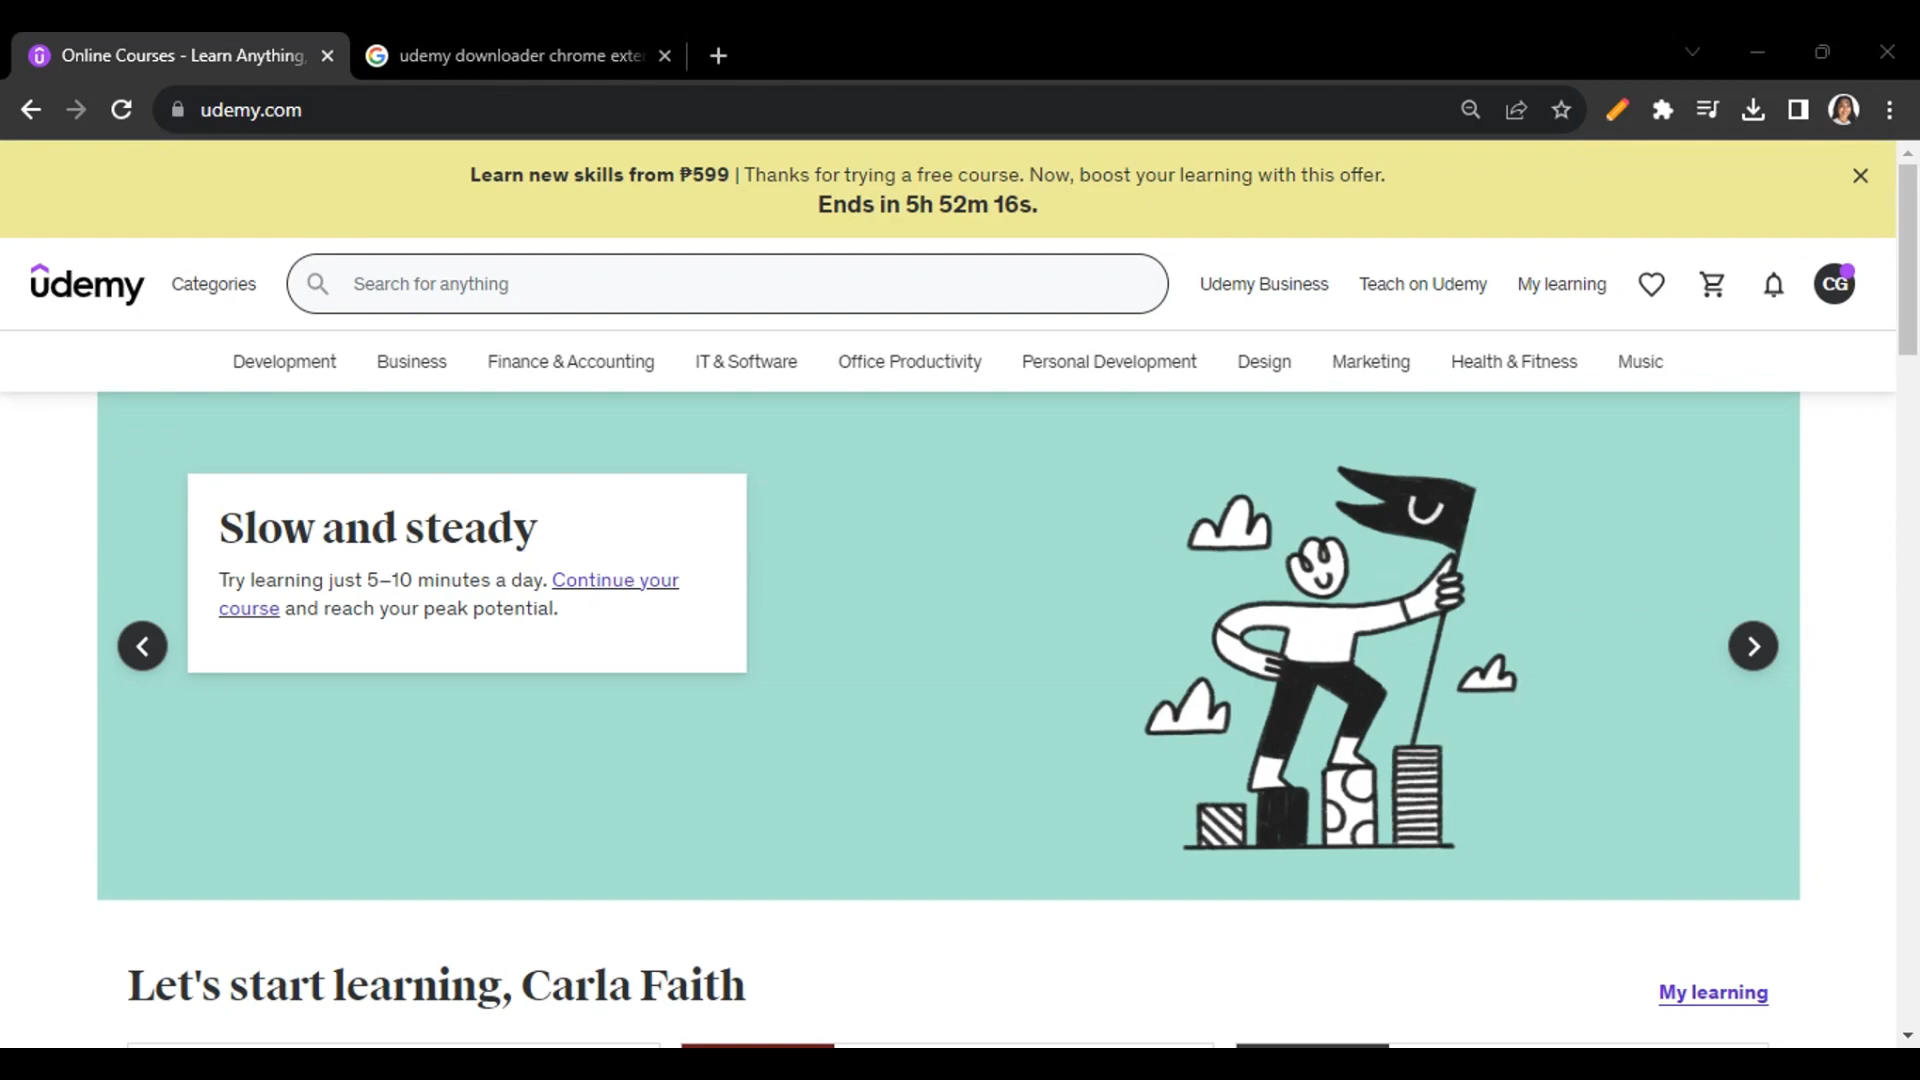 Online Courses - Learn Anything,
udemy downloader chrome exte
udemy.com
Learn new skills from ₱599 | Thanks for trying a free course. Now, boost your learning with this offer.
Ends in 5h 52m 16s.
udemy
Categories
Search for anything
Udemy Business
Teach on Udemy
My learning
CG
Development
Business
Finance & Accounting
IT & Software
Office Productivity
Personal Development
Design
Marketing
Health & Fitness
Music
Slow and steady
Try learning just 5–10 minutes a day. Continue your
course and reach your peak potential.
Let's start learning, Carla Faith
My learning